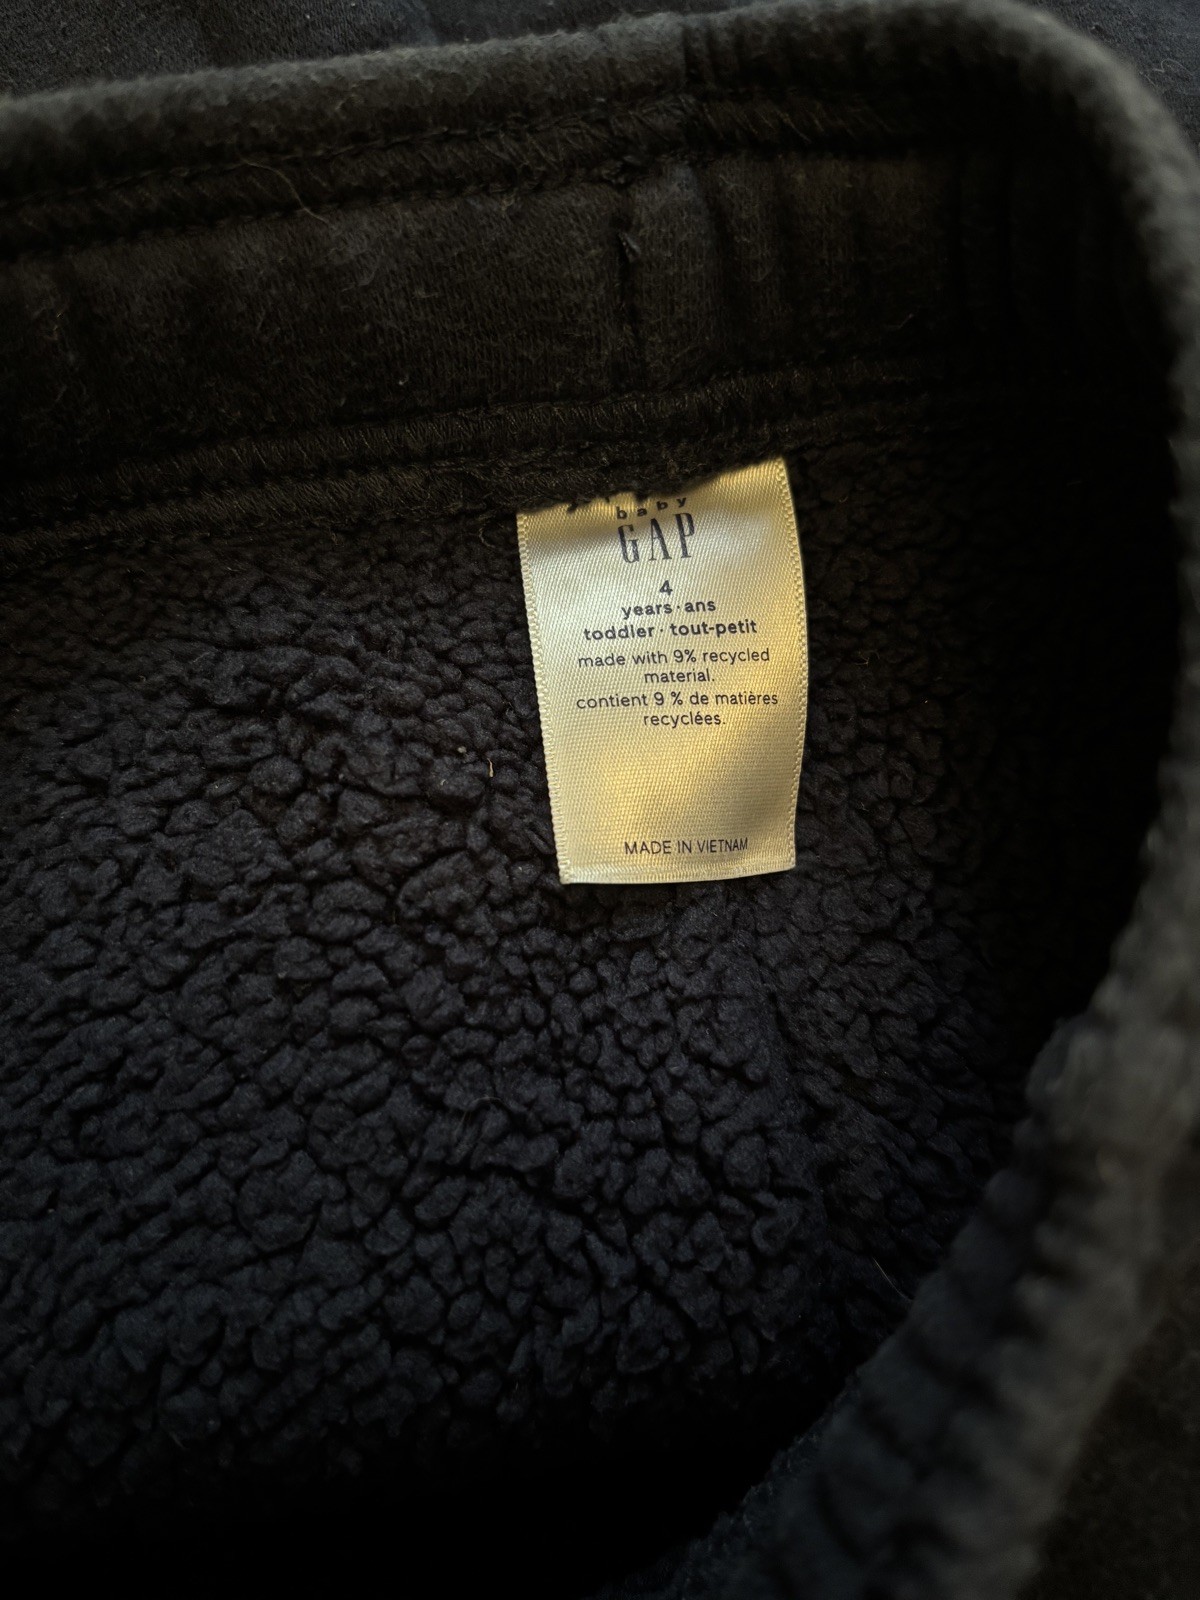 baby
GAP
4
years·ans
toddler·tout-petit
made with 9% recycled
material.
contient 9 % de matières
recyclées.
MADE IN VIETNAM